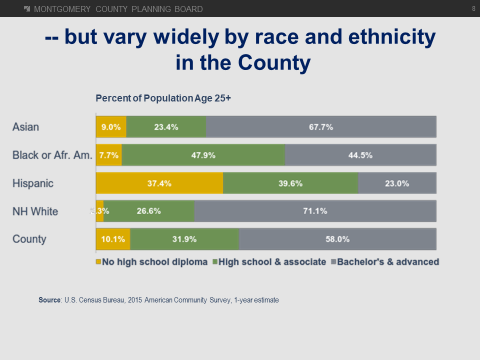 MONTGOMERY COUNTY PLANNING BOARD
-- but vary widely by race and ethnicity
in the County
Percent of Population Age 25+
Asian 9.0% 23.4% 67.7%
Black or Afr. Am. 7.7% 47.9% 44.5%
Hispanic 37.4% 39.6% 23.0%
NH White 26.6% 71.1%
County 10.1% 31.9% 58.0%
No high school diploma High school & associate Bachelor's & advanced
Source: U.S. Census Bureau, 2015 American Community Survey, 1-year estimate